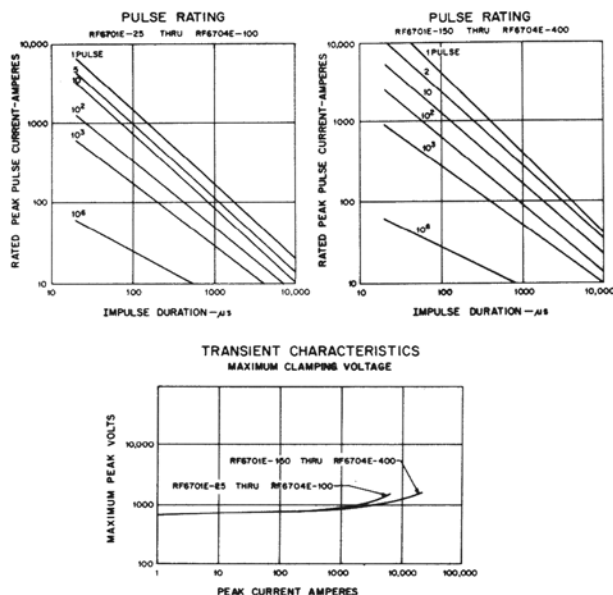 PULSE RATING
RF6701E-25 THRU RF6704E-100
RATED PEAK PULSE CURRENT-AMPERES
10,000
1000
100
10
1 PULSE
5
10
10²
10³
10⁶
10
100
1000
10,000
IMPULSE DURATION-µs
PULSE RATING
RF6701E-150 THRU RF6704E-400
RATED PEAK PULSE CURRENT-AMPERES
10,000
1000
100
10
1 PULSE
2
10
10²
10³
10⁶
10
100
1000
10,000
IMPULSE DURATION-µs
TRANSIENT CHARACTERISTICS
MAXIMUM CLAMPING VOLTAGE
MAXIMUM PEAK VOLTS
10,000
1000
100
RF6701E-150 THRU RF6704E-400
RF6701E-25 THRU RF6704E-100
1
10
100
1000
10,000
100,000
PEAK CURRENT AMPERES